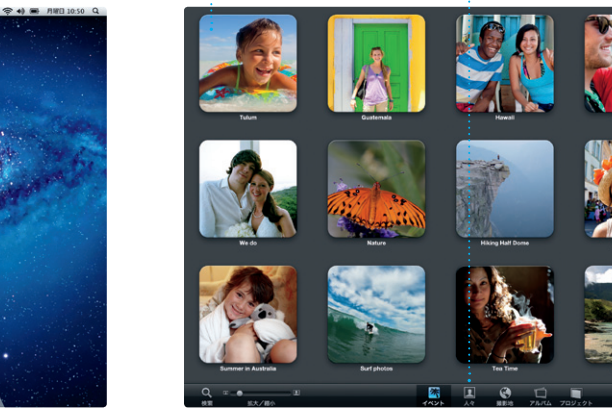 月曜日 10:50
Tulum
Guatemala
Hawaii
We do
Nature
Hiking Half Dome
Summer in Australia
Surf photos
Tea Time
検索
拡大／縮小
イベント
人々
撮影地
アルバム
プロジェクト